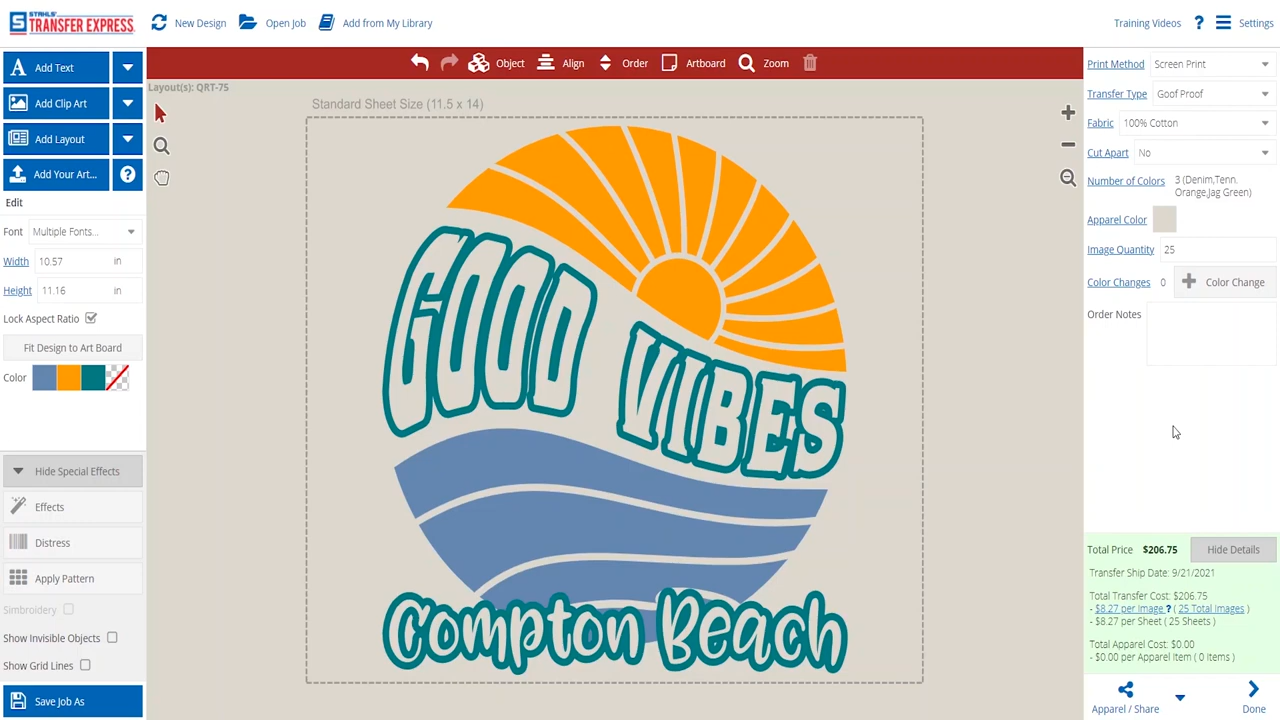 STAHLS'
TRANSFER EXPRESS.
New Design
Open Job
Add from My Library
Training Videos
?
Settings
Add Text
Add Clip Art
Add Layout
Add Your Art...
?
Object
Align
Order
Artboard
Zoom
Layout(s): QRT-75
Standard Sheet Size (11.5 x 14)
Edit
Font Multiple Fonts...
Width 10.57 in
Height 11.16 in
Lock Aspect Ratio
Fit Design to Art Board
Color
Hide Special Effects
Effects
Distress
Apply Pattern
Simbroidery
Show Invisible Objects
Show Grid Lines
Save Job As
GOOD
VIBES
Compton Beach
Print Method Screen Print
Transfer Type Goof Proof
Fabric 100% Cotton
Cut Apart No
Number of Colors 3 (Denim,Tenn.
Orange,Jag Green)
Apparel Color
Image Quantity 25
Color Changes 0 Color Change
Order Notes
Total Price $206.75 Hide Details
Transfer Ship Date: 9/21/2021
Total Transfer Cost: $206.75
- $8.27 per Image ? ( 25 Total Images )
- $8.27 per Sheet ( 25 Sheets )
Total Apparel Cost: $0.00
- $0.00 per Apparel Item ( 0 Items )
Apparel / Share
Done